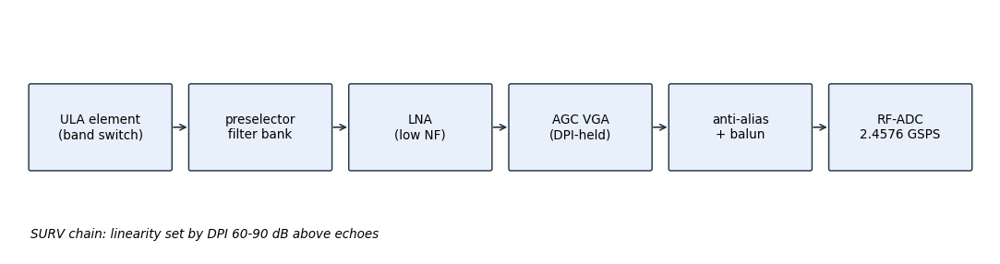 ULA element
(band switch)
preselector
filter bank
LNA
(low NF)
AGC VGA
(DPI-held)
anti-alias
+ balun
RF-ADC
2.4576 GSPS
SURV chain: linearity set by DPI 60-90 dB above echoes